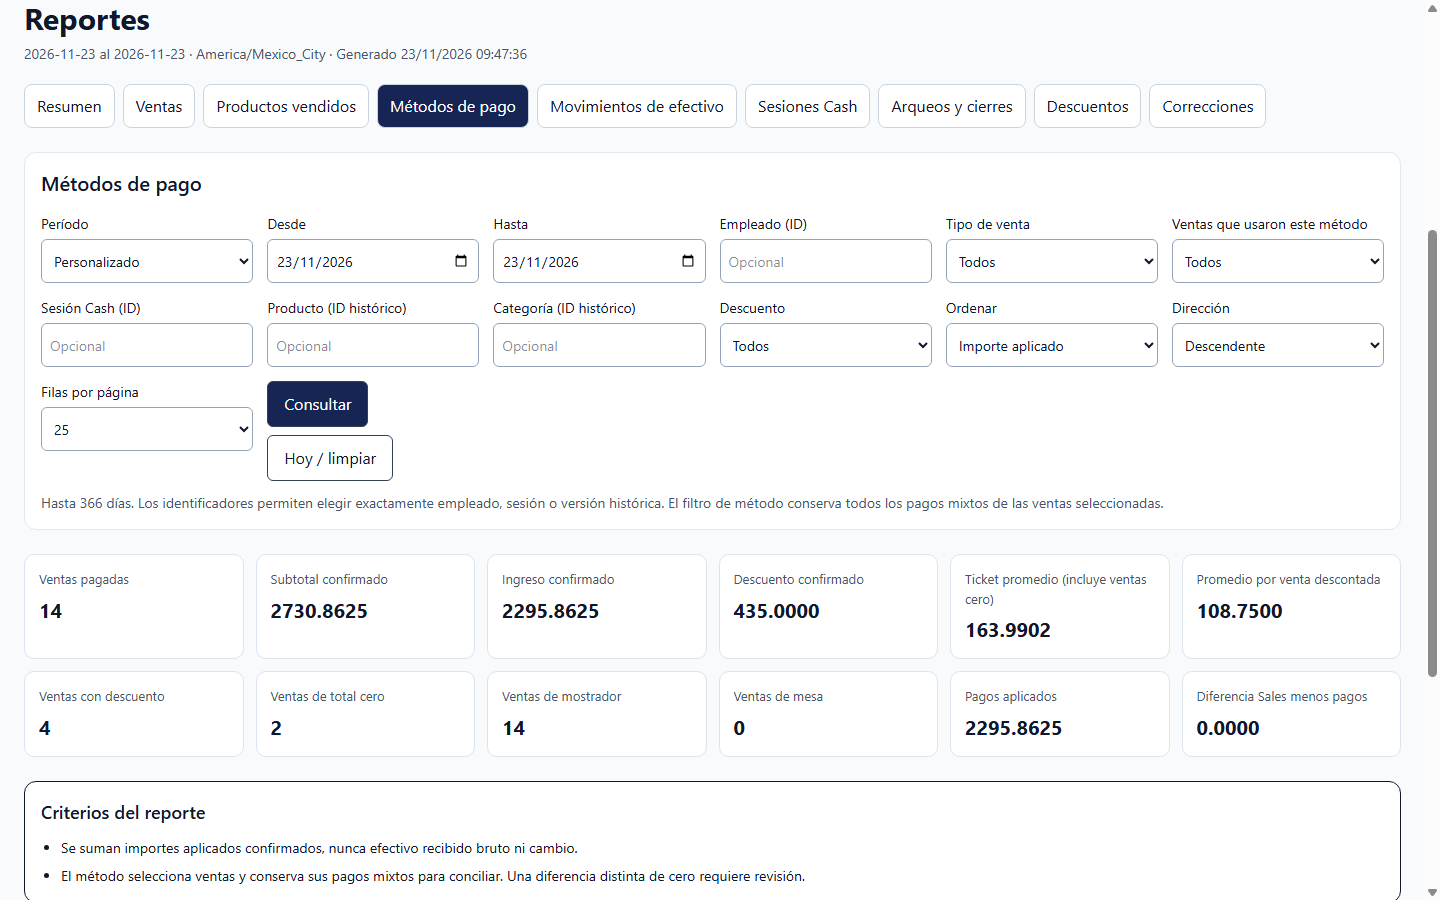 Reportes
2026-11-23 al 2026-11-23 · America/Mexico_City · Generado 23/11/2026 09:47:36
Resumen
Ventas
Productos vendidos
Métodos de pago
Movimientos de efectivo
Sesiones Cash
Arqueos y cierres
Descuentos
Correcciones
Métodos de pago
Período
Desde
Hasta
Empleado (ID)
Tipo de venta
Ventas que usaron este método
Personalizado
23/11/2026
23/11/2026
Opcional
Todos
Todos
Sesión Cash (ID)
Producto (ID histórico)
Categoría (ID histórico)
Descuento
Ordenar
Dirección
Opcional
Opcional
Opcional
Todos
Importe aplicado
Descendente
Filas por página
25
Consultar
Hoy / limpiar
Hasta 366 días. Los identificadores permiten elegir exactamente empleado, sesión o versión histórica. El filtro de método conserva todos los pagos mixtos de las ventas seleccionadas.
Ventas pagadas
14
Subtotal confirmado
2730.8625
Ingreso confirmado
2295.8625
Descuento confirmado
435.0000
Ticket promedio (incluye ventas
cero)
163.9902
Promedio por venta descontada
108.7500
Ventas con descuento
4
Ventas de total cero
2
Ventas de mostrador
14
Ventas de mesa
0
Pagos aplicados
2295.8625
Diferencia Sales menos pagos
0.0000
Criterios del reporte
• Se suman importes aplicados confirmados, nunca efectivo recibido bruto ni cambio.
• El método selecciona ventas y conserva sus pagos mixtos para conciliar. Una diferencia distinta de cero requiere revisión.